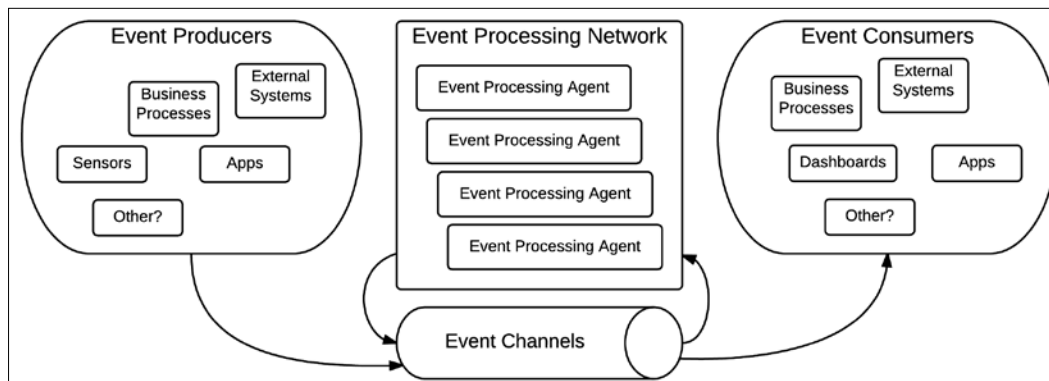 Event Producers
External
Systems
Business
Processes
Sensors
Apps
Other?
Event Processing Network
Event Processing Agent
Event Processing Agent
Event Processing Agent
Event Processing Agent
Event Channels
Event Consumers
External
Systems
Business
Processes
Dashboards
Apps
Other?